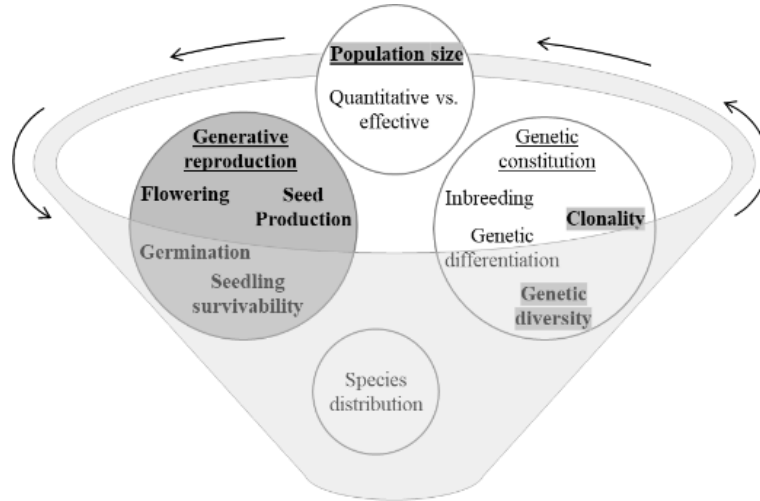 Population size
Quantitative vs.
effective
Generative
reproduction
Flowering
Seed
Production
Germination
Seedling
survivability
Genetic
constitution
Inbreeding
Clonality
Genetic
differentiation
Genetic
diversity
Species
distribution